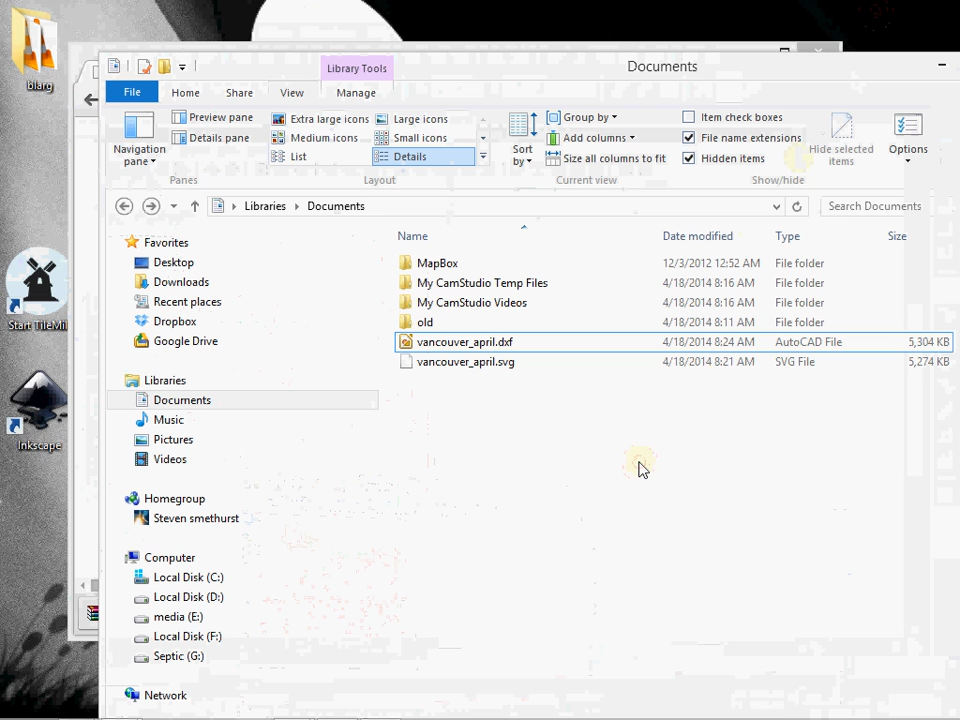 Blarg
Start TileMil
Inkscape
Library Tools
Documents
File
Home
Share
View
Manage
Navigation pane
Preview pane
Details pane
Panes
Extra large icons
Large icons
Medium icons
Small icons
List
Details
Layout
Sort by
Group by
Add columns
Size all columns to fit
Current view
Item check boxes
File name extensions
Hidden items
Hide selected items
Show/hide
Options
Libraries
Documents
Search Documents
Name
Date modified
Type
Size
MapBox
12/3/2012 12:52 AM
File folder
My CamStudio Temp Files
4/18/2014 8:16 AM
File folder
My CamStudio Videos
4/18/2014 8:16 AM
File folder
old
4/18/2014 8:11 AM
File folder
vancouver_april.dxf
4/18/2014 8:24 AM
AutoCAD File
5,304 KB
vancouver_april.svg
4/18/2014 8:21 AM
SVG File
5,274 KB
Favorites
Desktop
Downloads
Recent places
Dropbox
Google Drive
Libraries
Documents
Music
Pictures
Videos
Homegroup
Steven smethurst
Computer
Local Disk (C:)
Local Disk (D:)
media (E:)
Local Disk (F:)
Septic (G:)
Network